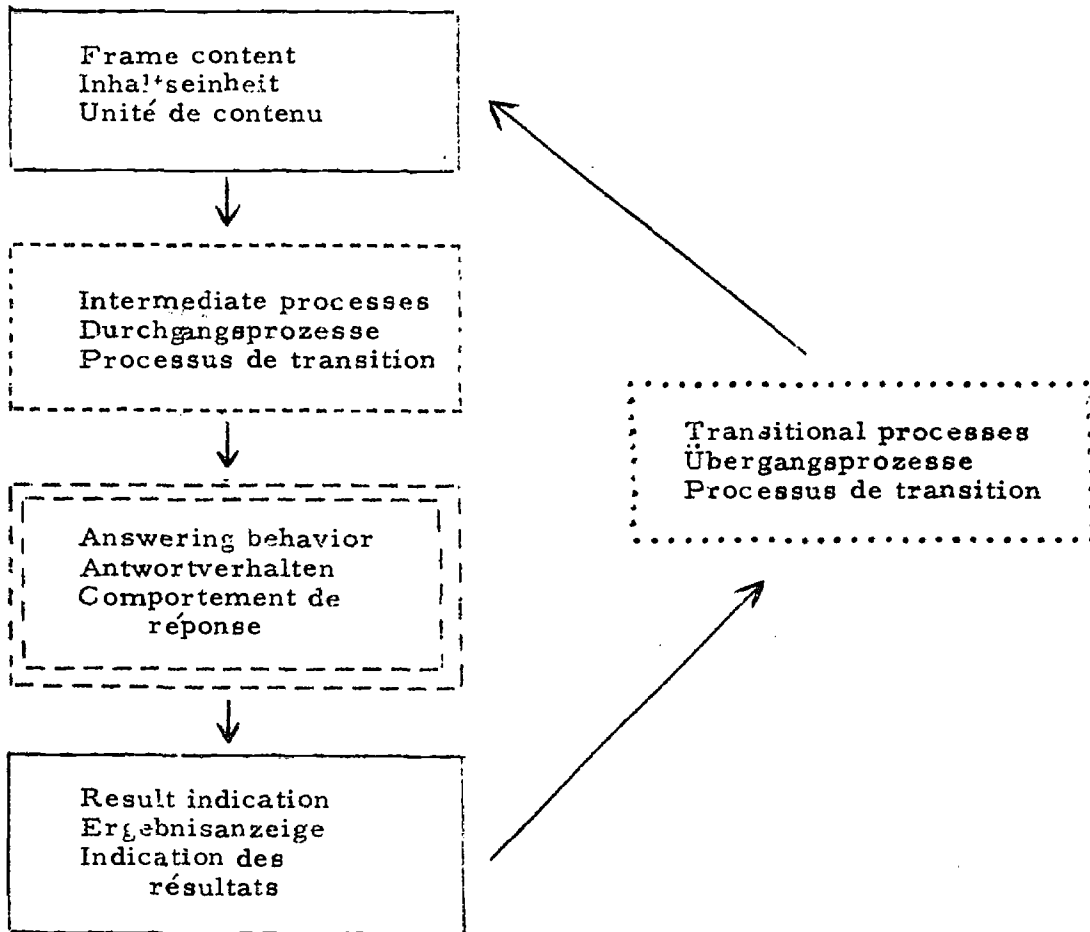 Frame content
Inhaltseinheit
Unité de contenu
Intermediate processes
Durchgangsprozesse
Processus de transition
Answering behavior
Antwortverhalten
Comportement de
réponse
Result indication
Ergebnisanzeige
Indication des
résultats
Transitional processes
Übergangsprozesse
Processus de transition